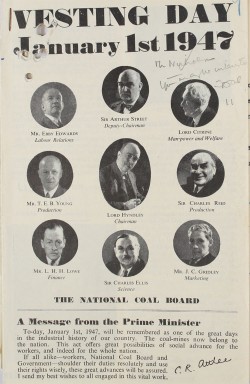 VESTING DAY
January 1st 1947
Sir Arthur Street
Deputy-Chairman
Mr. Ebby Edwards
Labour Relations
Lord Citrine
Manpower and Welfare
Mr. T. E. B. Young
Production
Lord Hyndley
Chairman
Sir Charles Reid
Production
Mr. L. H. H. Lowe
Finance
Sir Charles Ellis
Science
Mr. J. C. Gridley
Marketing
THE NATIONAL COAL BOARD
A Message from the Prime Minister
To-day, January 1st, 1947, will be remembered as one of the great days
in the industrial history of our country. The coal-mines now belong to
the nation. This act offers great possibilities of social advance for the
workers, and indeed for the whole nation.
If all alike—workers, National Coal Board and
Government—shoulder their duties resolutely and use
their rights wisely, these great advances will be assured.
I send my best wishes to all engaged in this vital work.
C. R. Attlee